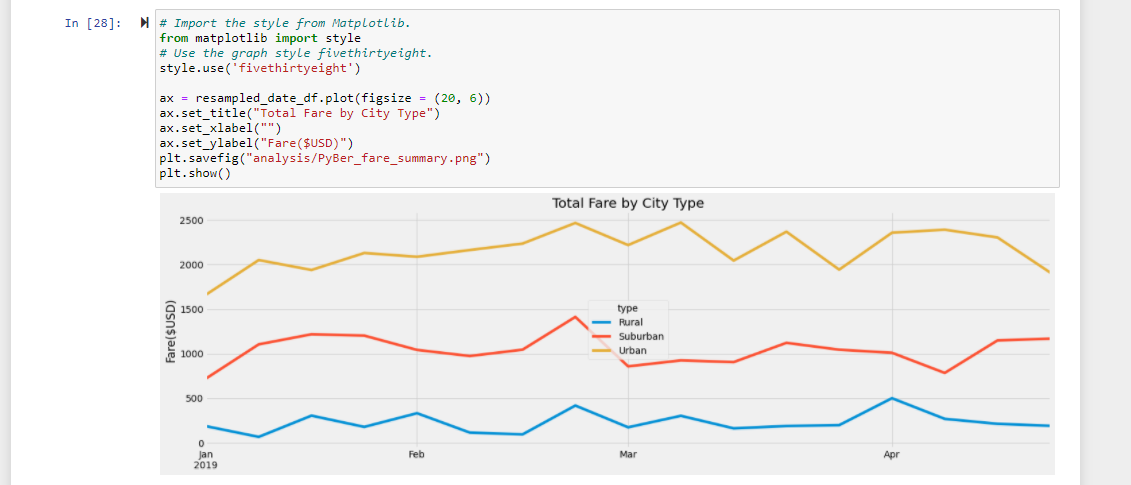 In [28]:
# Import the style from Matplotlib.
from matplotlib import style
# Use the graph style fivethirtyeight.
style.use('fivethirtyeight')
ax = resampled_date_df.plot(figsize = (20, 6))
ax.set_title("Total Fare by City Type")
ax.set_xlabel("")
ax.set_ylabel("Fare($USD)")
plt.savefig("analysis/PyBer_fare_summary.png")
plt.show()
Total Fare by City Type
2500
2000
1500
1000
500
0
Fare($USD)
type
Rural
Suburban
Urban
Jan
2019
Feb
Mar
Apr